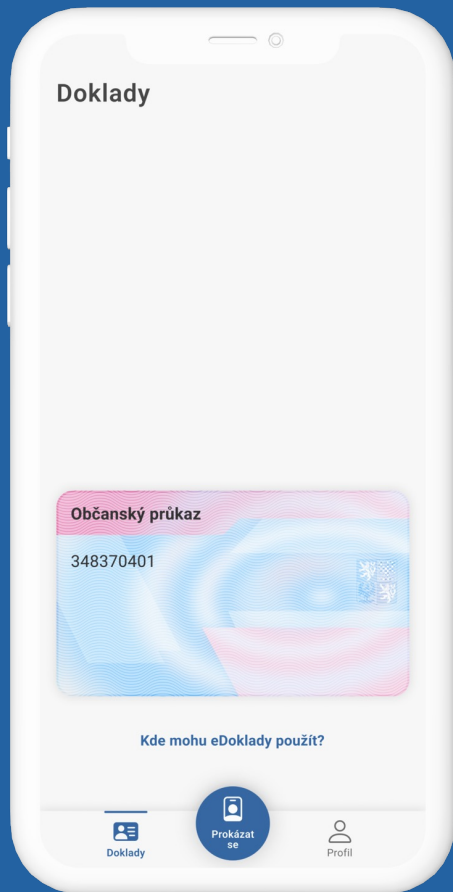 Doklady
Občanský průkaz
348370401
Kde mohu eDoklady použít?
Doklady
Prokázat
se
Profil